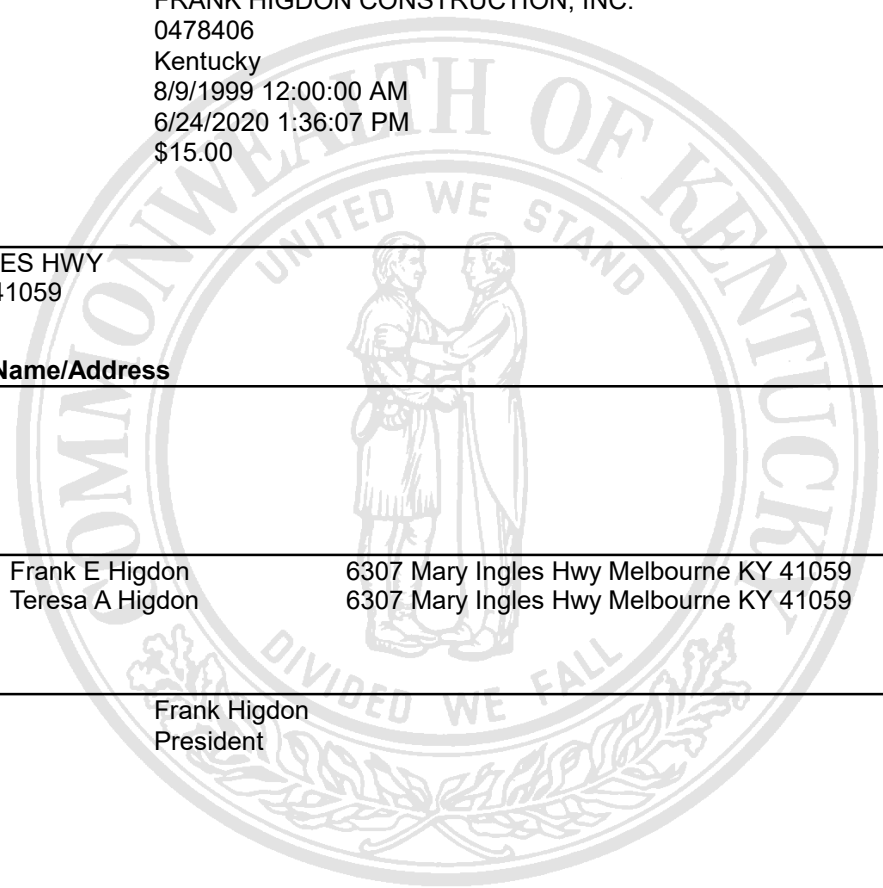 FRANK HIGDON CONSTRUCTION, INC.
0478406
Kentucky
8/9/1999 12:00:00 AM
6/24/2020 1:36:07 PM
$15.00
ES HWY
41059
Name/Address
Frank E Higdon 6307 Mary Ingles Hwy Melbourne KY 41059
Teresa A Higdon 6307 Mary Ingles Hwy Melbourne KY 41059
Frank Higdon
President
COMMONWEALTH OF KENTUCKY
UNITED WE STAND
DIVIDED WE FALL